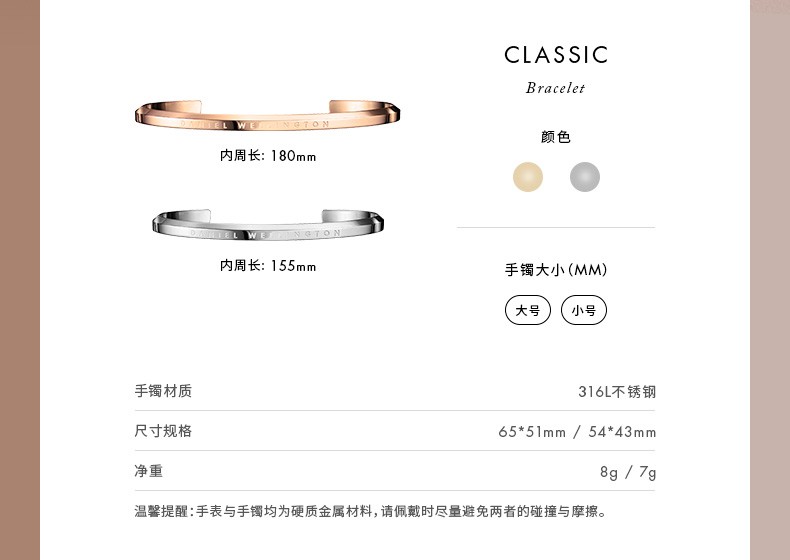 CLASSIC
Bracelet
颜色
DANIEL WELLINGTON
内周长: 180mm
DANIEL WELLINGTON
内周长: 155mm
手镯大小(MM)
大号 小号
手镯材质 316L不锈钢
尺寸规格 65*51mm / 54*43mm
净重 8g / 7g
温馨提醒:手表与手镯均为硬质金属材料,请佩戴时尽量避免两者的碰撞与摩擦。